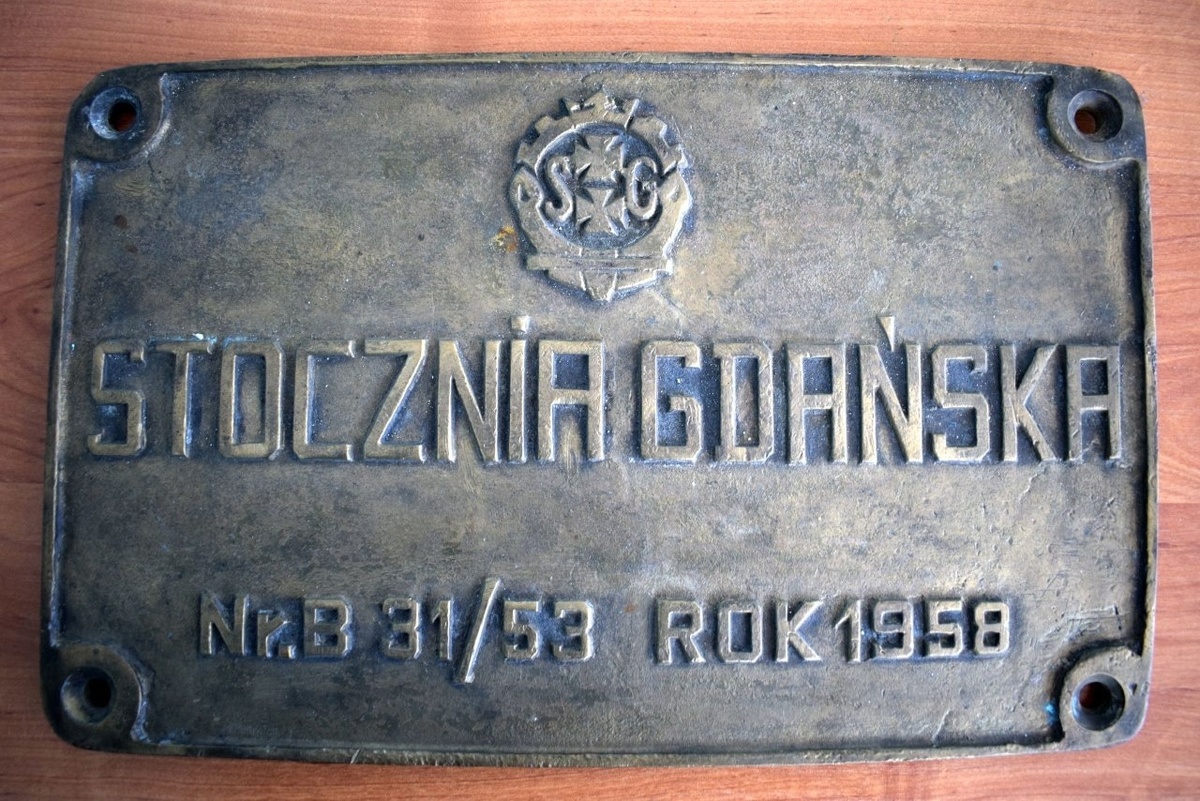 SG
STOCZNIA GDAŃSKA
Nr.B 31/53 ROK 1958